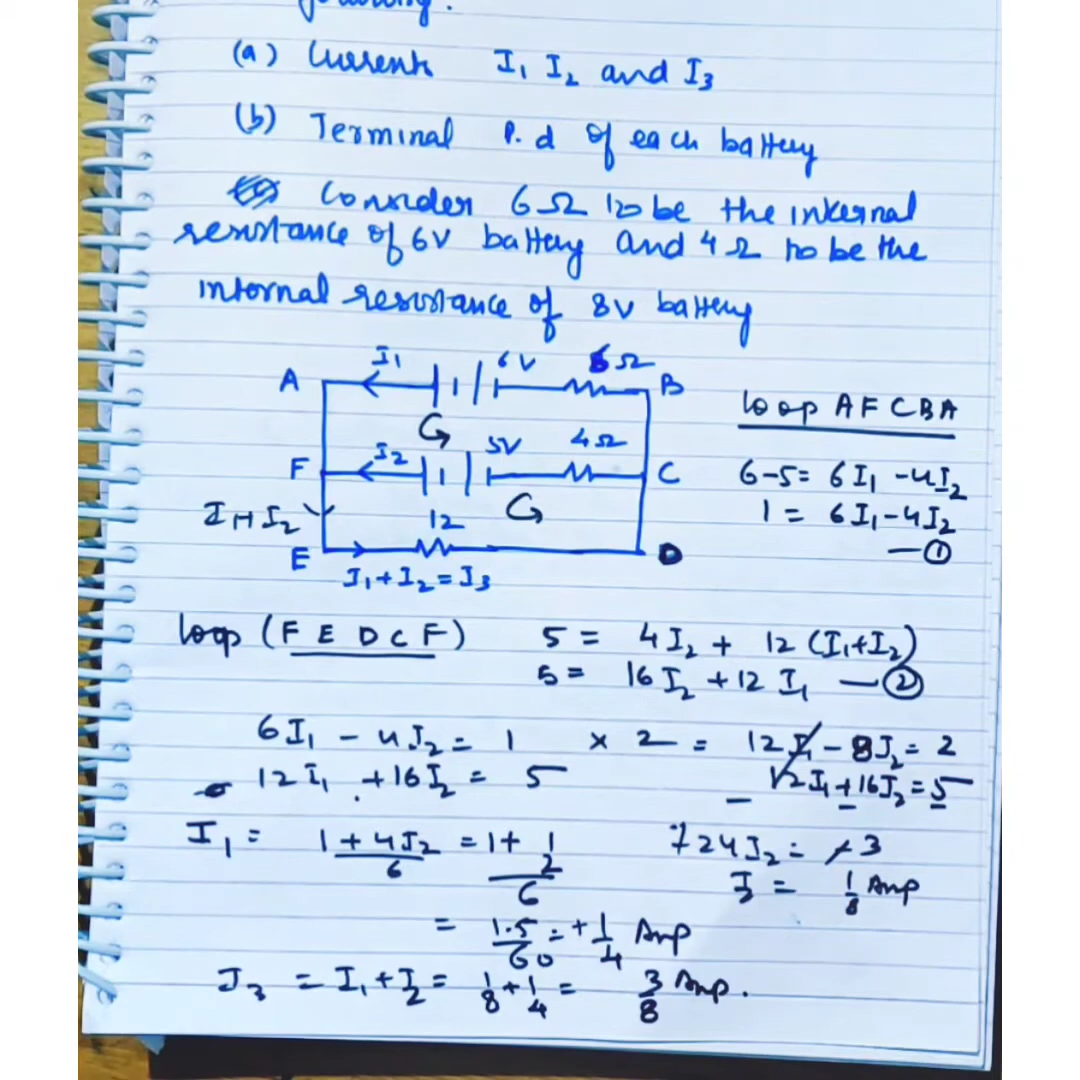 (a) Current I₁ I₂ and I₃
(b) Terminal P.d of each battery
Consider 6Ω to be the internal
resistance of 6V battery and 4Ω to be the
internal resistance of 8V battery
I₁ 6V 6Ω
A B
loop AFCBA
I₂ 5V 4Ω
F C
6-5 = 6I₁ -4I₂
I₁+I₂ 12
1 = 6I₁-4I₂
— ①
E D
I₁+I₂=I₃
loop (FEDCF) 5 = 4I₂ + 12 (I₁+I₂)
5 = 16I₂ +12 I₁ — ②
6I₁ - 4I₂ = 1 × 2 = 12I₁ - 8I₂ = 2
12I₁ +16I₂ = 5 12I₁+16I₂=5
I₁ = 1+4I₂/6 = 1+ 1/2/6 24I₂ = 3
= 1/8 Amp
= 1.5/60 = +1/4 Amp
I₃ = I₁+I₂ = 1/8+1/4 = 3/8 Amp.